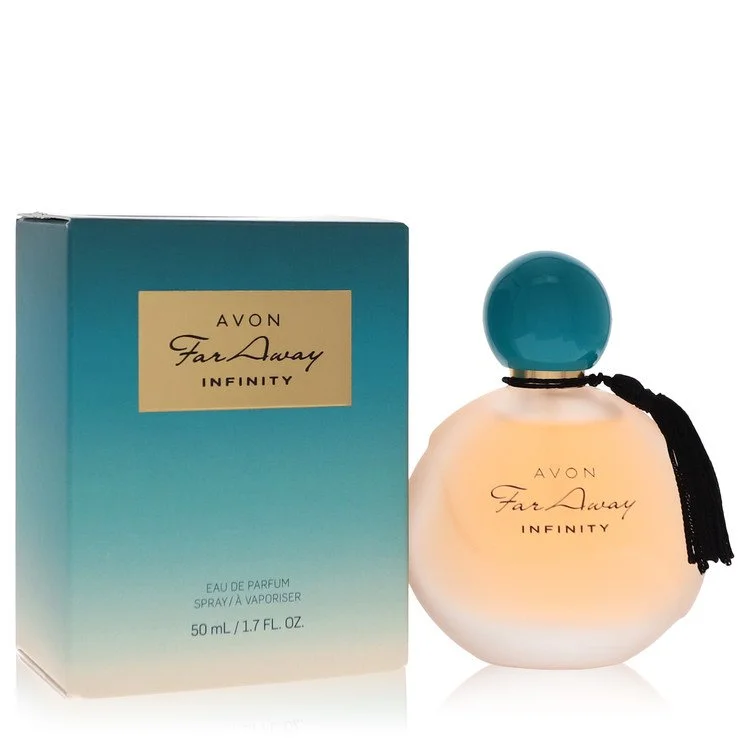 AVON
Far Away
INFINITY
EAU DE PARFUM
SPRAY/À VAPORISER
50 mL / 1.7 FL. OZ.
AVON
Far Away
INFINITY